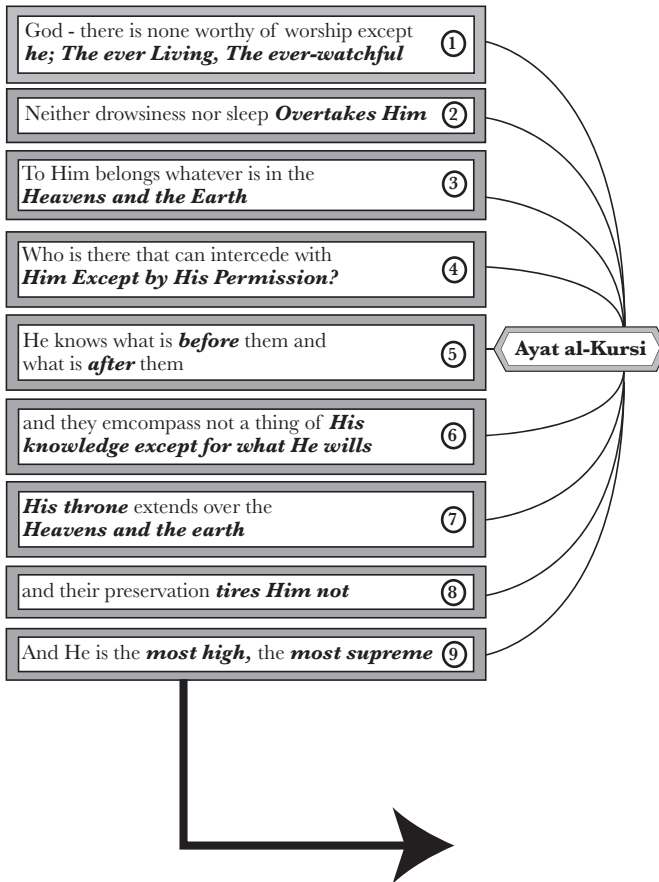 God - there is none worthy of worship except
he; The ever Living, The ever-watchful
1
Neither drowsiness nor sleep Overtakes Him
2
To Him belongs whatever is in the
Heavens and the Earth
3
Who is there that can intercede with
Him Except by His Permission?
4
He knows what is before them and
what is after them
5
Ayat al-Kursi
and they emcompass not a thing of His
knowledge except for what He wills
6
His throne extends over the
Heavens and the earth
7
and their preservation tires Him not
8
And He is the most high, the most supreme
9